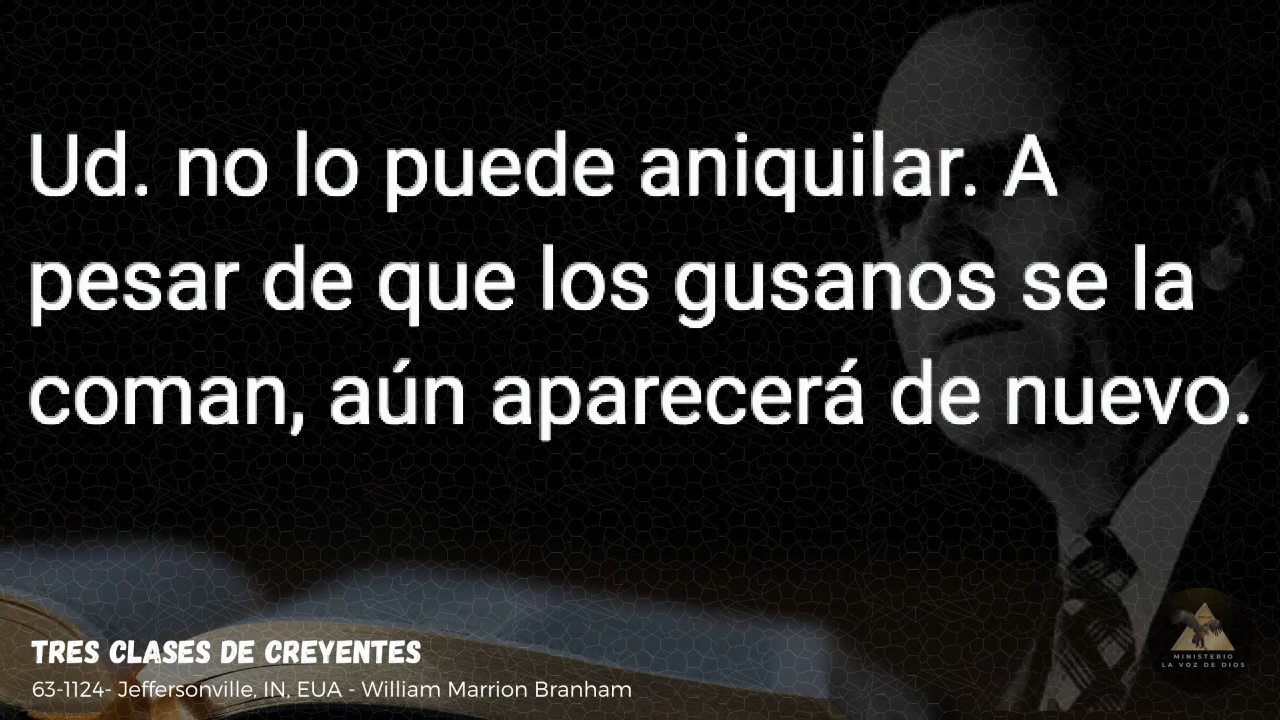 Ud. no lo puede aniquilar. A
pesar de que los gusanos se la
coman, aún aparecerá de nuevo.
TRES CLASES DE CREYENTES
63-1124- Jeffersonville, IN, EUA - William Marrion Branham
MINISTERIO
LA VOZ DE DIOS